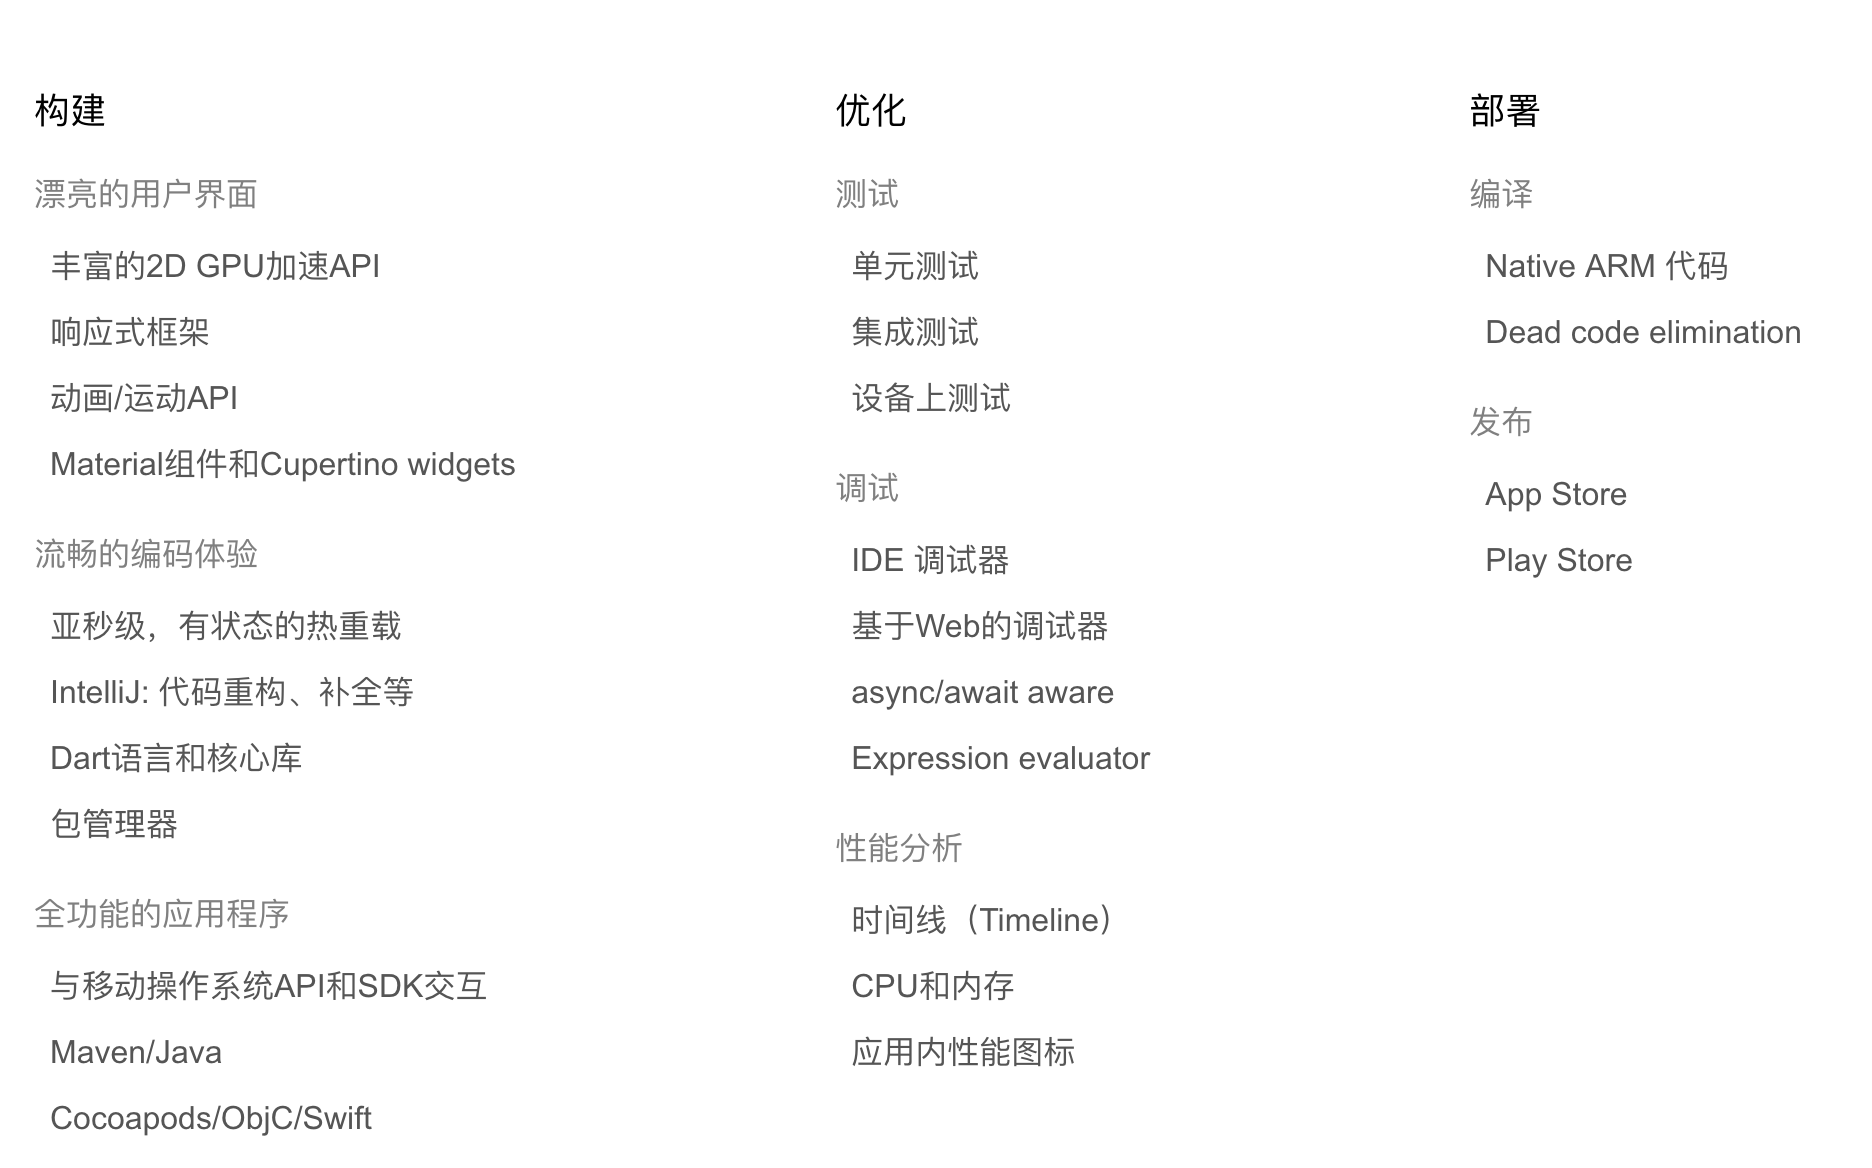 构建
漂亮的用户界面
丰富的2D GPU加速API
响应式框架
动画/运动API
Material组件和Cupertino widgets
流畅的编码体验
亚秒级，有状态的热重载
IntelliJ: 代码重构、补全等
Dart语言和核心库
包管理器
全功能的应用程序
与移动操作系统API和SDK交互
Maven/Java
Cocoapods/ObjC/Swift
优化
测试
单元测试
集成测试
设备上测试
调试
IDE 调试器
基于Web的调试器
async/await aware
Expression evaluator
性能分析
时间线（Timeline）
CPU和内存
应用内性能图标
部署
编译
Native ARM 代码
Dead code elimination
发布
App Store
Play Store